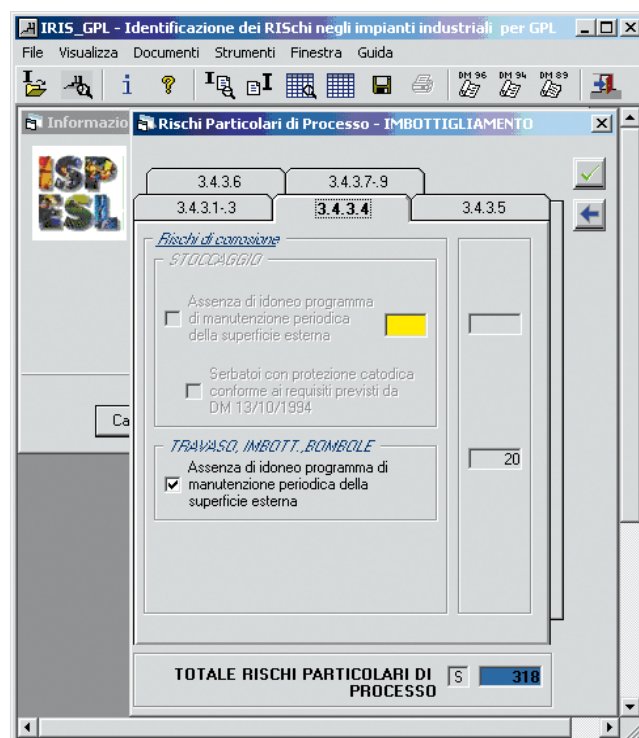 IRIS_GPL - Identificazione dei RISchi negli impianti industriali per GPL
File Visualizza Documenti Strumenti Finestra Guida
DM 96 DM 94 DM 89
Informazio
Rischi Particolari di Processo - IMBOTTIGLIAMENTO
ISP
ESL
3.4.3.6 3.4.3.7-.9
3.4.3.1-.3 3.4.3.4 3.4.3.5
Rischi di corrosione
STOCCAGGIO
Assenza di idoneo programma
di manutenzione periodica
della superficie esterna
Serbatoi con protezione catodica
conforme ai requisiti previsti da
DM 13/10/1994
Ca
TRAVASO, IMBOTT.,BOMBOLE
Assenza di idoneo programma di
manutenzione periodica della
superficie esterna
20
TOTALE RISCHI PARTICOLARI DI
PROCESSO
S 318